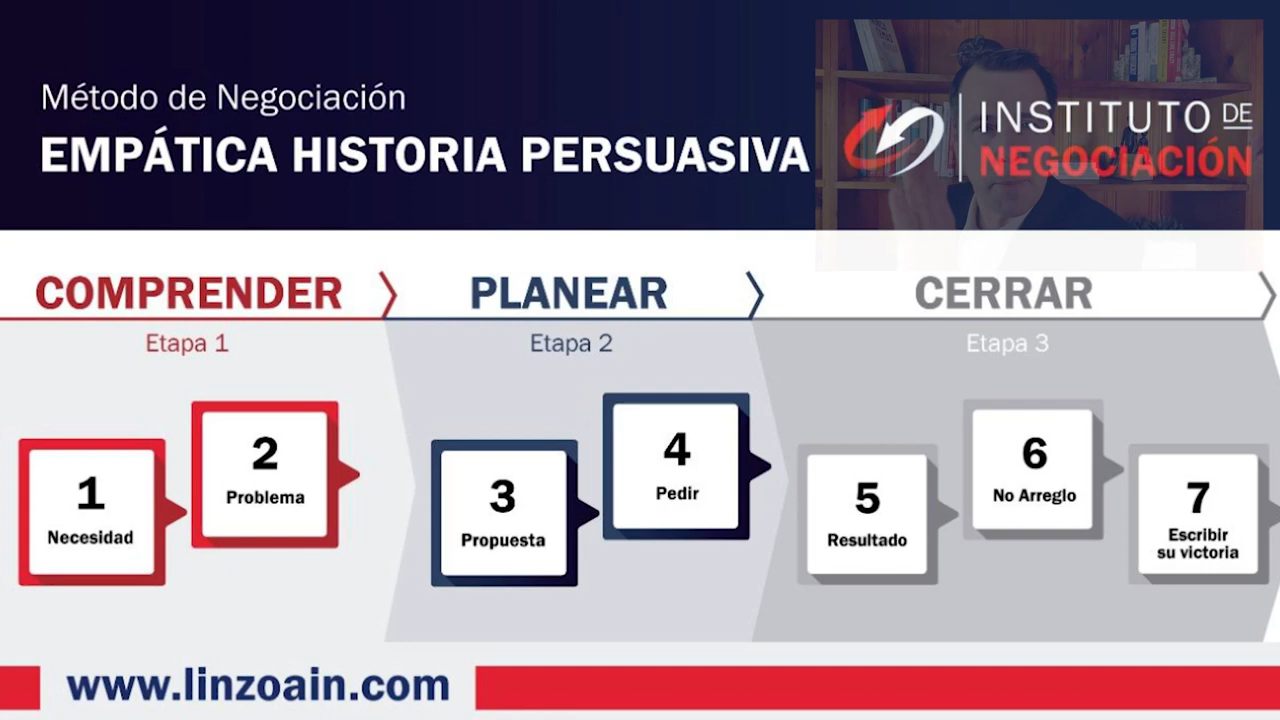 Método de Negociación
EMPÁTICA HISTORIA PERSUASIVA
INSTITUTO DE
NEGOCIACIÓN
COMPRENDER
PLANEAR
CERRAR
Etapa 1
Etapa 2
Etapa 3
1
Necesidad
2
Problema
3
Propuesta
4
Pedir
5
Resultado
6
No Arreglo
7
Escribir
su victoria
www.linzoain.com